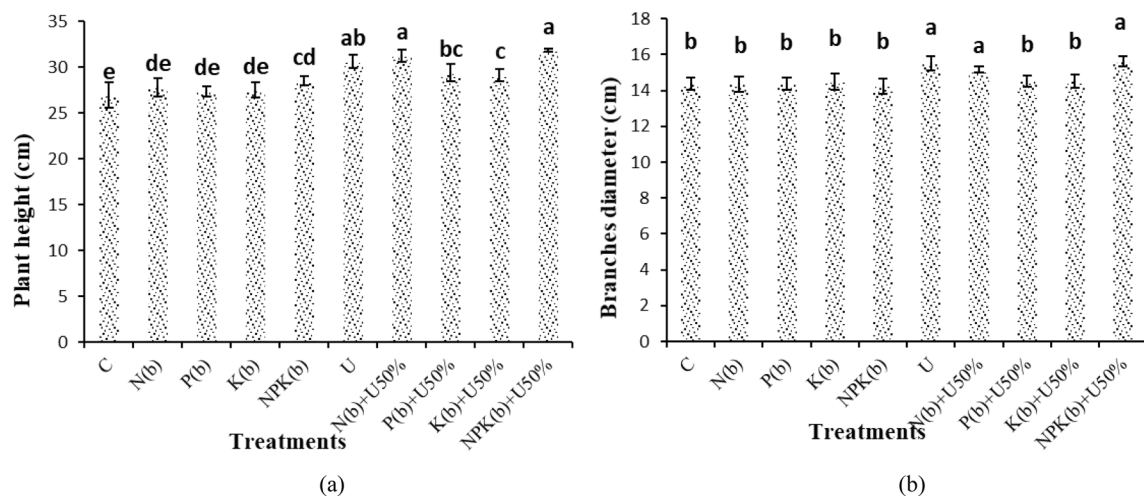 35
30
25
20
15
10
5
0
Plant height (cm)
e
de
de
de
cd
ab
a
bc
c
a
C
N(b)
P(b)
K(b)
NPK(b)
U
N(b)+U50%
P(b)+U50%
K(b)+U50%
NPK(b)+U50%
Treatments
(a)
18
16
14
12
10
8
6
4
2
0
Branches diameter (cm)
b
b
b
b
b
a
a
b
b
a
C
N(b)
P(b)
K(b)
NPK(b)
U
N(b)+U50%
P(b)+U50%
K(b)+U50%
NPK(b)+U50%
Treatments
(b)